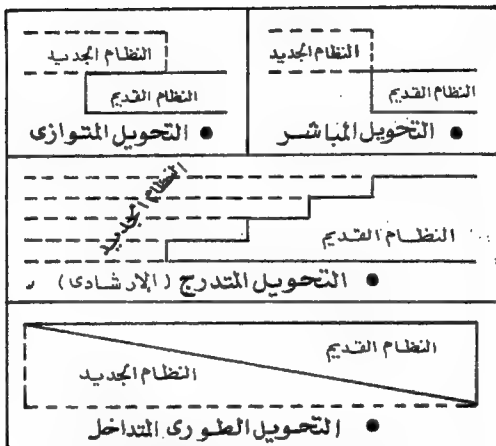 النظام الجديد
النظام القديم
• التحويل المباشر
النظام الجديد
النظام القديم
• التحويل المتوازى
النظام الجديد
النظام القديم
• التحويل المتدرج (الارشادى)
النظام القديم
النظام الجديد
• التحويل الطورى المتداخل